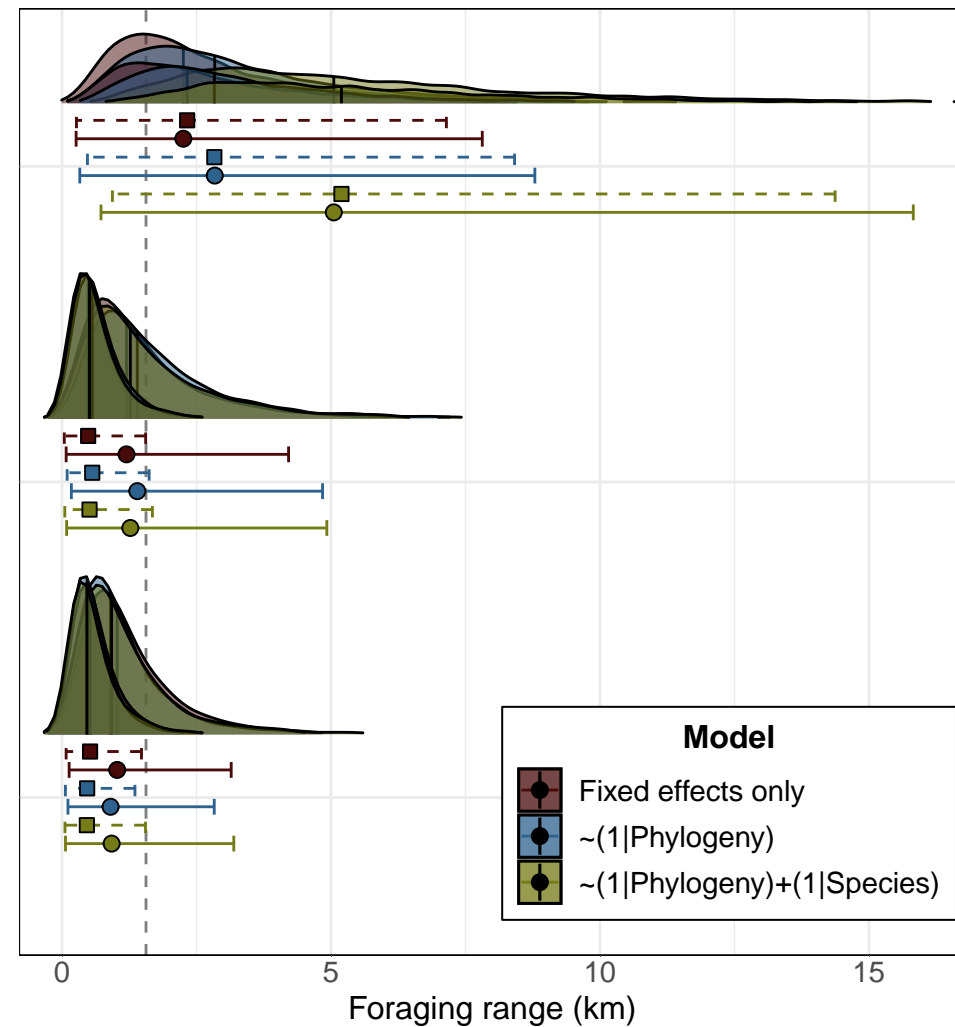 Model
Fixed effects only
~(1|Phylogeny)
~(1|Phylogeny)+(1|Species)
0 5 10 15
Foraging range (km)